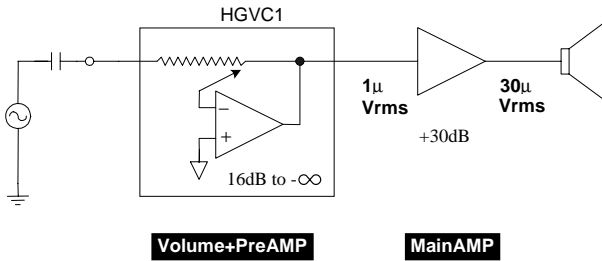 HGVC1
−
+
16dB to -∞
1μ
Vrms
30μ
Vrms
+30dB
Volume+PreAMP
MainAMP